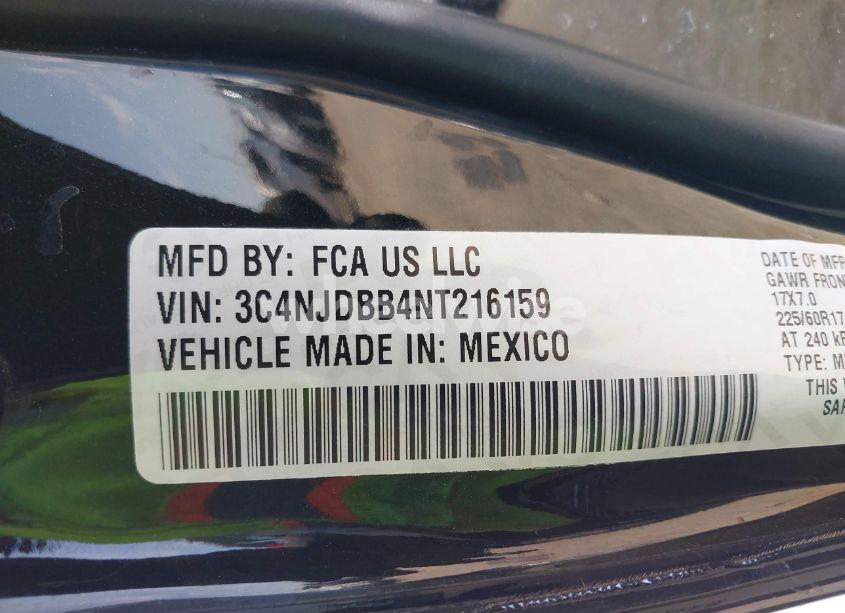 MFD BY: FCA US LLC
VIN: 3C4NJDBB4NT216159
VEHICLE MADE IN: MEXICO
DATE OF MFR
GAWR FRON
17X7.0
225/60R17
AT 240 kP
TYPE: M
THIS
SAF